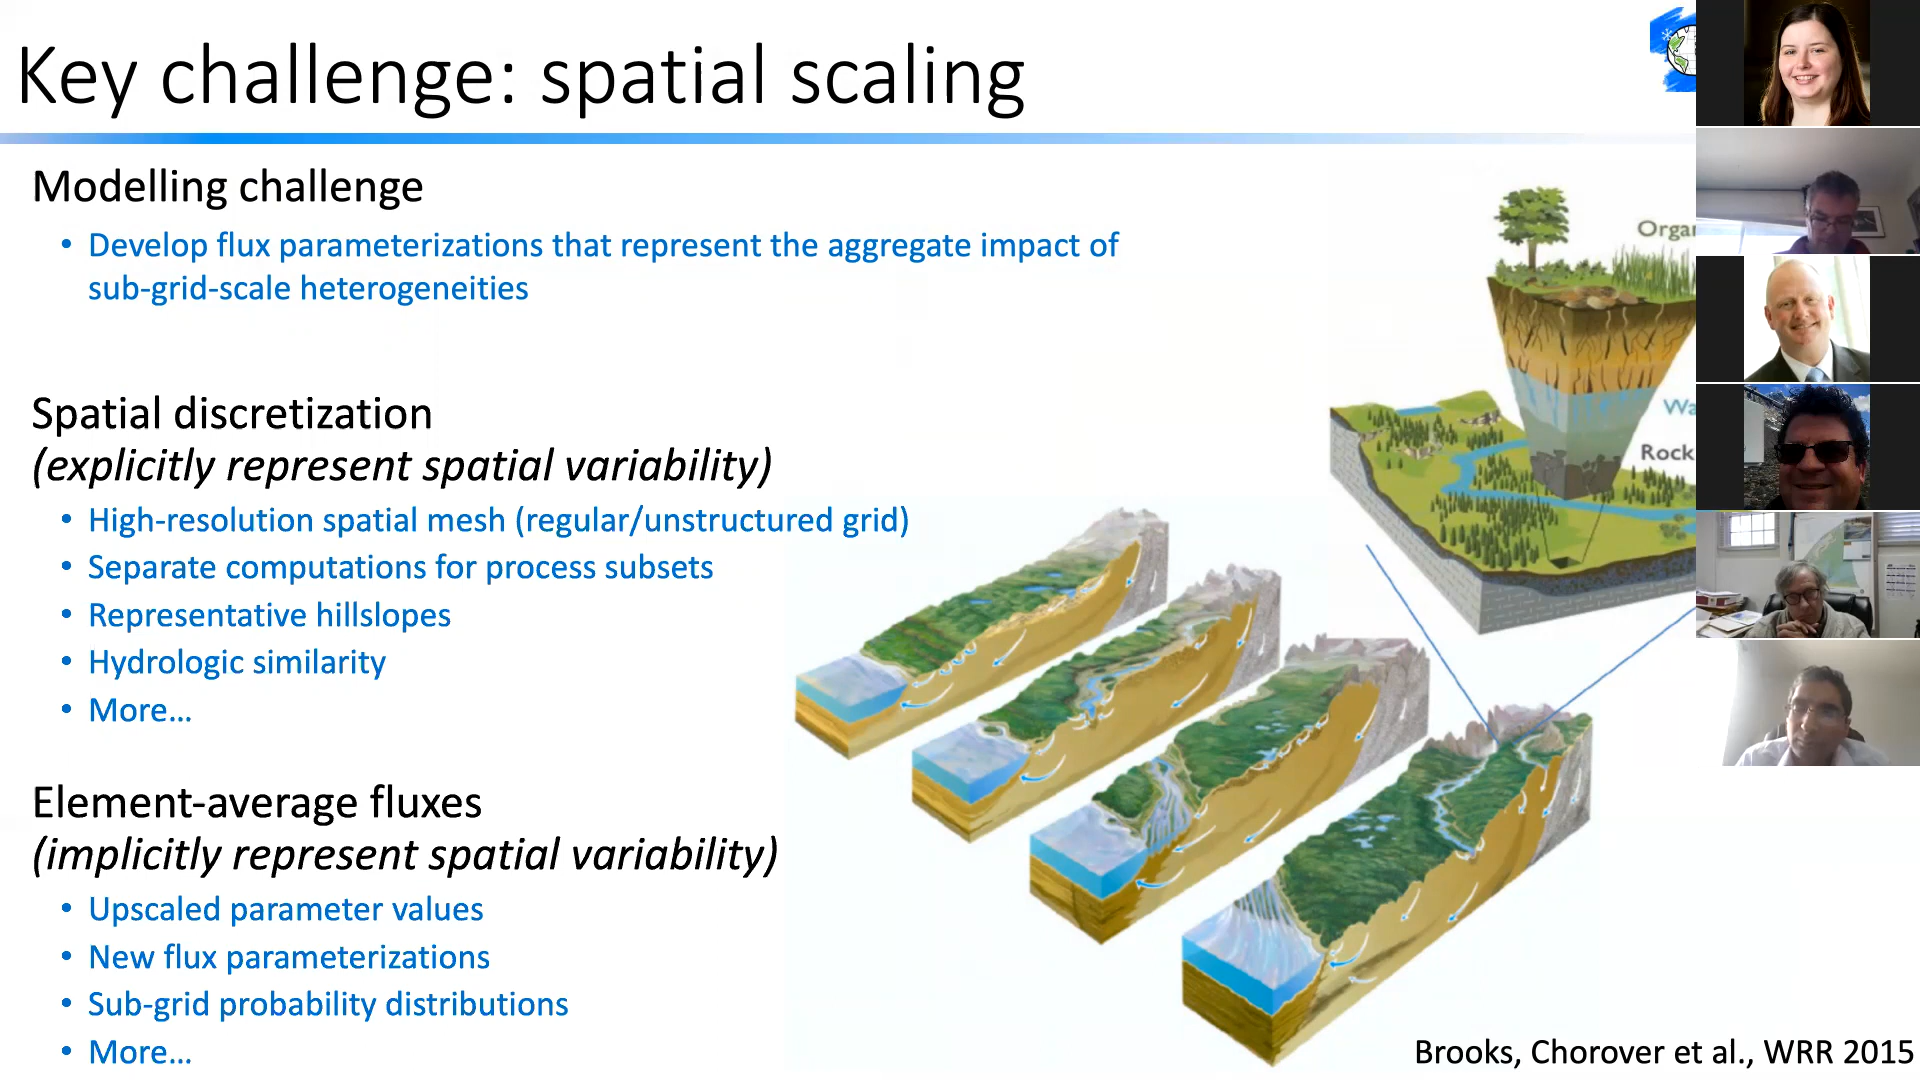 Key challenge: spatial scaling
Modelling challenge
• Develop flux parameterizations that represent the aggregate impact of
sub-grid-scale heterogeneities
Spatial discretization
(explicitly represent spatial variability)
• High-resolution spatial mesh (regular/unstructured grid)
• Separate computations for process subsets
• Representative hillslopes
• Hydrologic similarity
• More…
Element-average fluxes
(implicitly represent spatial variability)
• Upscaled parameter values
• New flux parameterizations
• Sub-grid probability distributions
• More…
Rock
Brooks, Chorover et al., WRR 2015